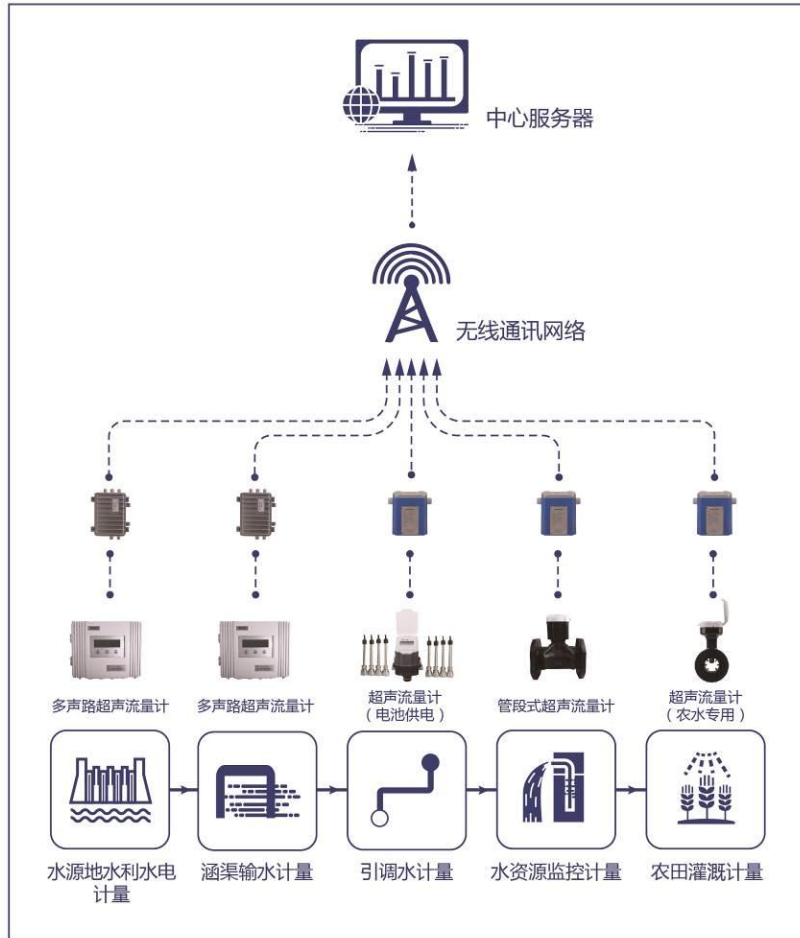 中心服务器
无线通讯网络
多声路超声流量计
多声路超声流量计
超声流量计
（电池供电）
管段式超声流量计
超声流量计
（农水专用）
水源地水利水电
计量
涵渠输水计量
引调水计量
水资源监控计量
农田灌溉计量